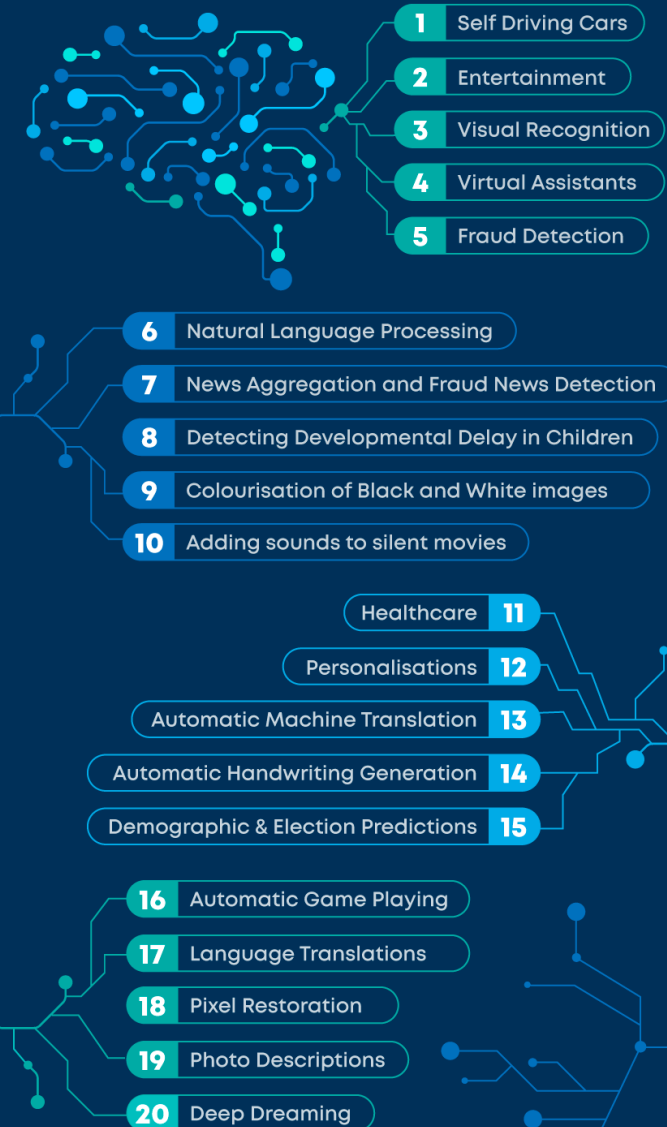 1 Self Driving Cars
2 Entertainment
3 Visual Recognition
4 Virtual Assistants
5 Fraud Detection
6 Natural Language Processing
7 News Aggregation and Fraud News Detection
8 Detecting Developmental Delay in Children
9 Colourisation of Black and White images
10 Adding sounds to silent movies
Healthcare 11
Personalisations 12
Automatic Machine Translation 13
Automatic Handwriting Generation 14
Demographic & Election Predictions 15
16 Automatic Game Playing
17 Language Translations
18 Pixel Restoration
19 Photo Descriptions
20 Deep Dreaming